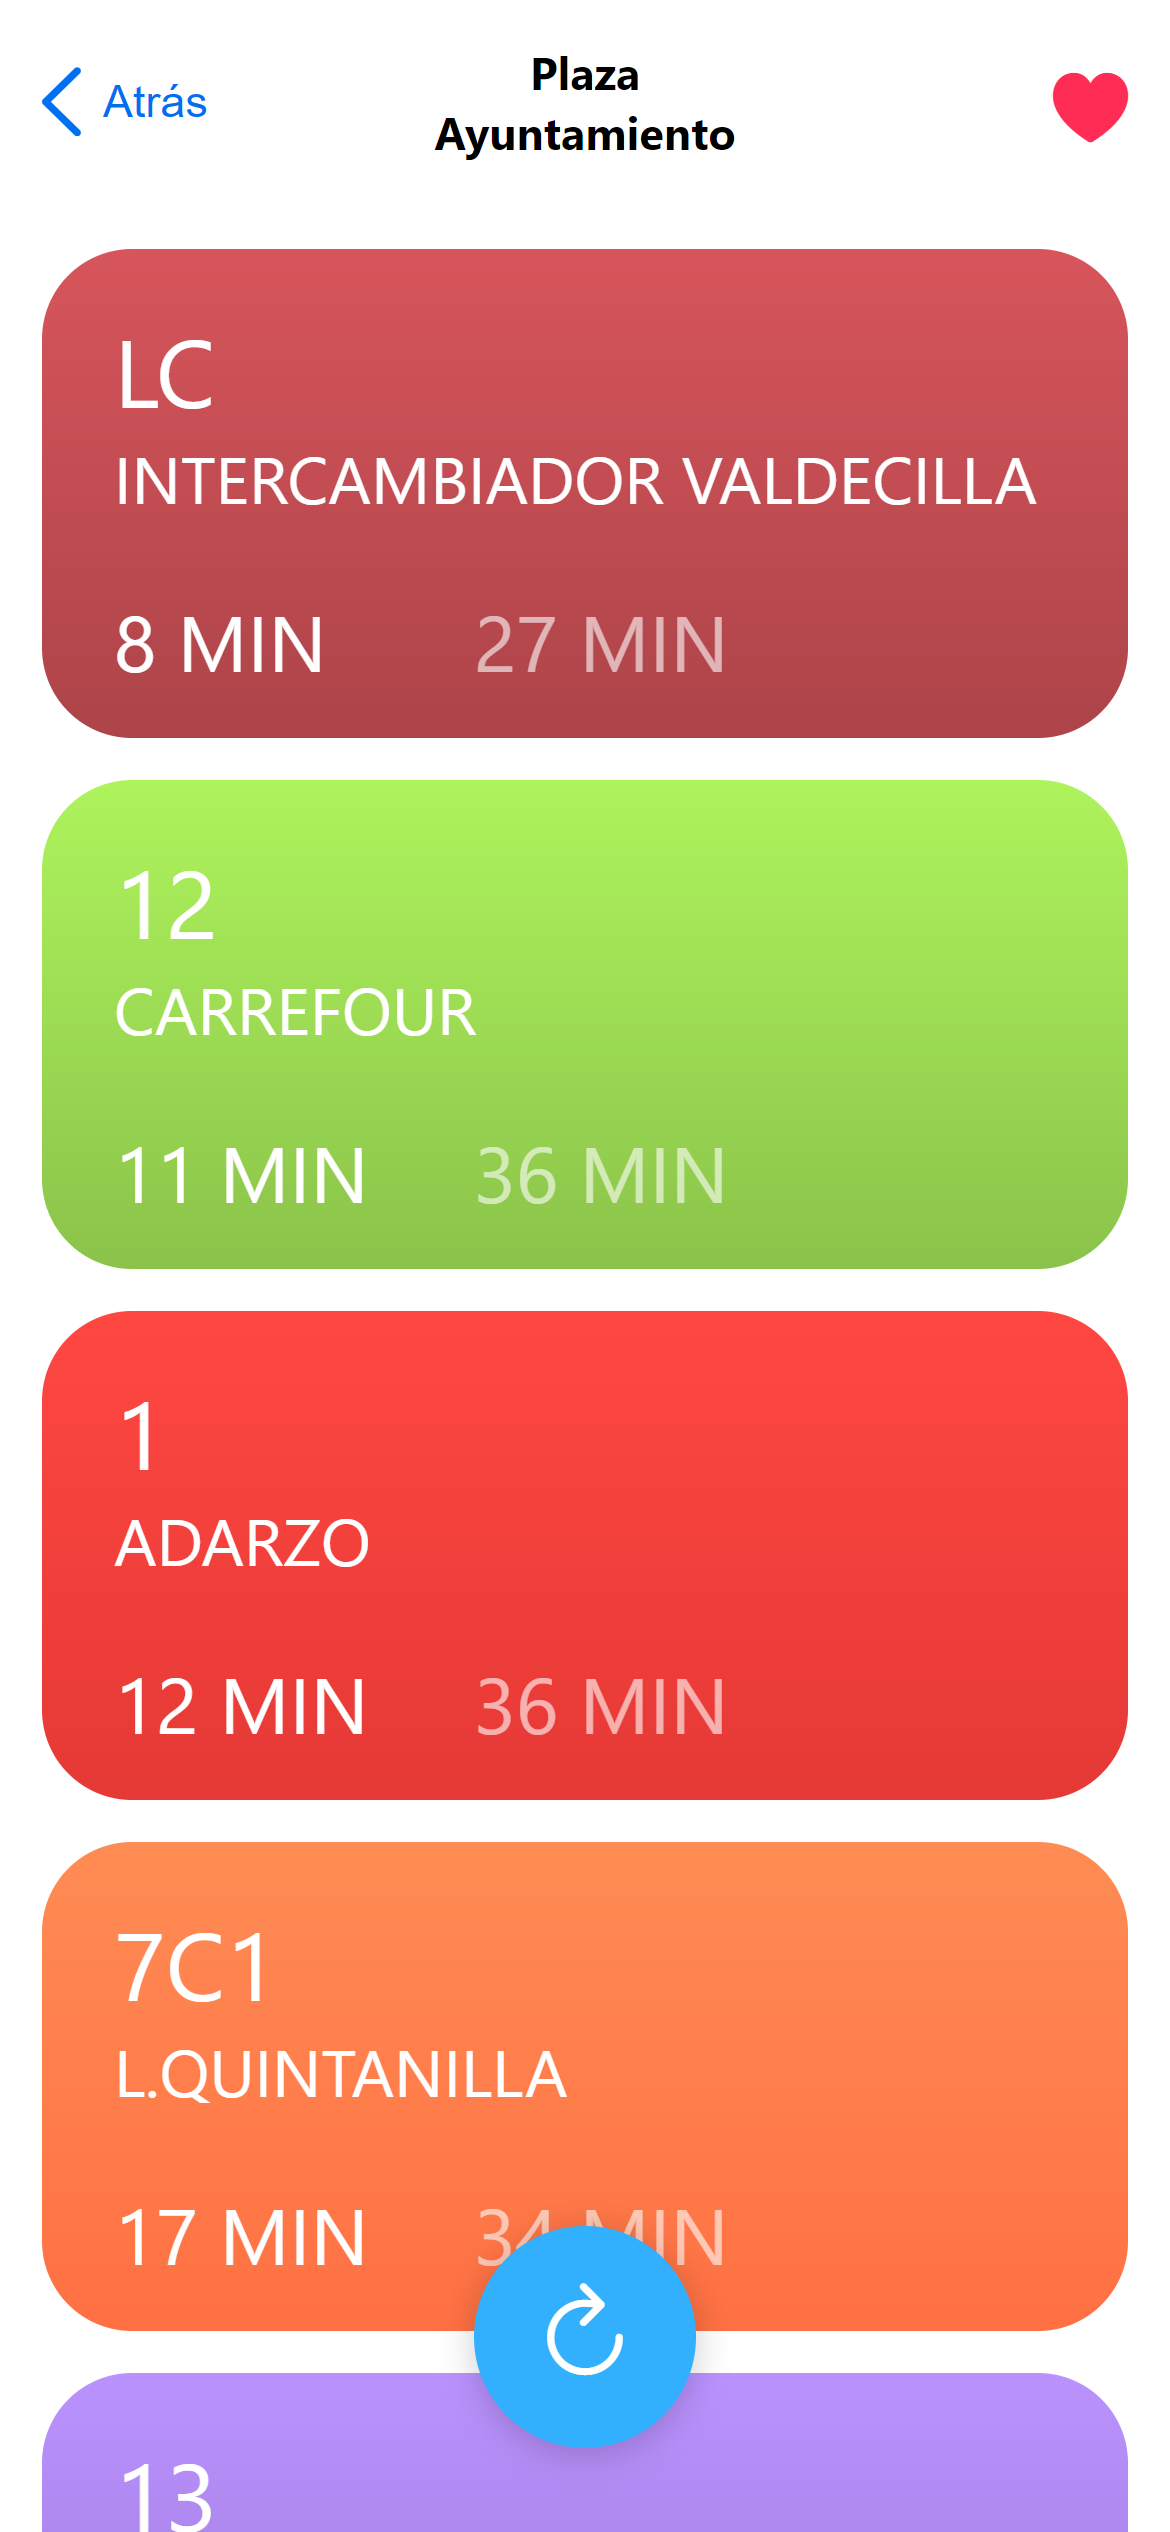 Atrás
Plaza
Ayuntamiento
LC
INTERCAMBIADOR VALDECILLA
8 MIN 27 MIN
12
CARREFOUR
11 MIN 36 MIN
1
ADARZO
12 MIN 36 MIN
7C1
L.QUINTANILLA
17 MIN 34 MIN
13